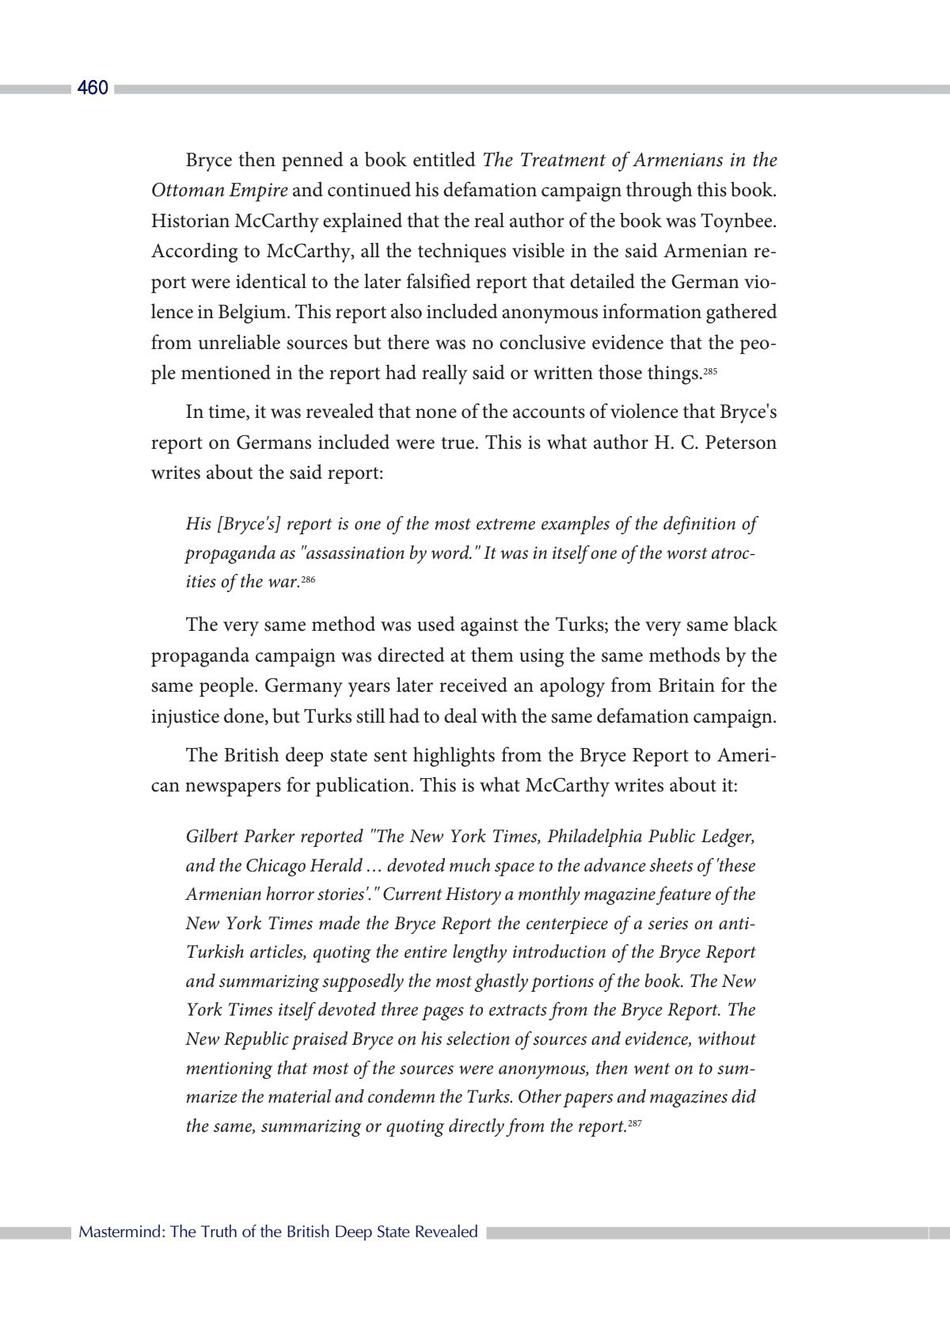 460
Bryce then penned a book entitled The Treatment of Armenians in the
Ottoman Empire and continued his defamation campaign through this book.
Historian McCarthy explained that the real author of the book was Toynbee.
According to McCarthy, all the techniques visible in the said Armenian re-
port were identical to the later falsified report that detailed the German vio-
lence in Belgium. This report also included anonymous information gathered
from unreliable sources but there was no conclusive evidence that the peo-
ple mentioned in the report had really said or written those things.285
In time, it was revealed that none of the accounts of violence that Bryce's
report on Germans included were true. This is what author H. C. Peterson
writes about the said report:
His [Bryce's] report is one of the most extreme examples of the definition of
propaganda as "assassination by word." It was in itself one of the worst atroc-
ities of the war.286
The very same method was used against the Turks; the very same black
propaganda campaign was directed at them using the same methods by the
same people. Germany years later received an apology from Britain for the
injustice done, but Turks still had to deal with the same defamation campaign.
The British deep state sent highlights from the Bryce Report to Ameri-
can newspapers for publication. This is what McCarthy writes about it:
Gilbert Parker reported "The New York Times, Philadelphia Public Ledger,
and the Chicago Herald … devoted much space to the advance sheets of 'these
Armenian horror stories'." Current History a monthly magazine feature of the
New York Times made the Bryce Report the centerpiece of a series on anti-
Turkish articles, quoting the entire lengthy introduction of the Bryce Report
and summarizing supposedly the most ghastly portions of the book. The New
York Times itself devoted three pages to extracts from the Bryce Report. The
New Republic praised Bryce on his selection of sources and evidence, without
mentioning that most of the sources were anonymous, then went on to sum-
marize the material and condemn the Turks. Other papers and magazines did
the same, summarizing or quoting directly from the report.287
Mastermind: The Truth of the British Deep State Revealed